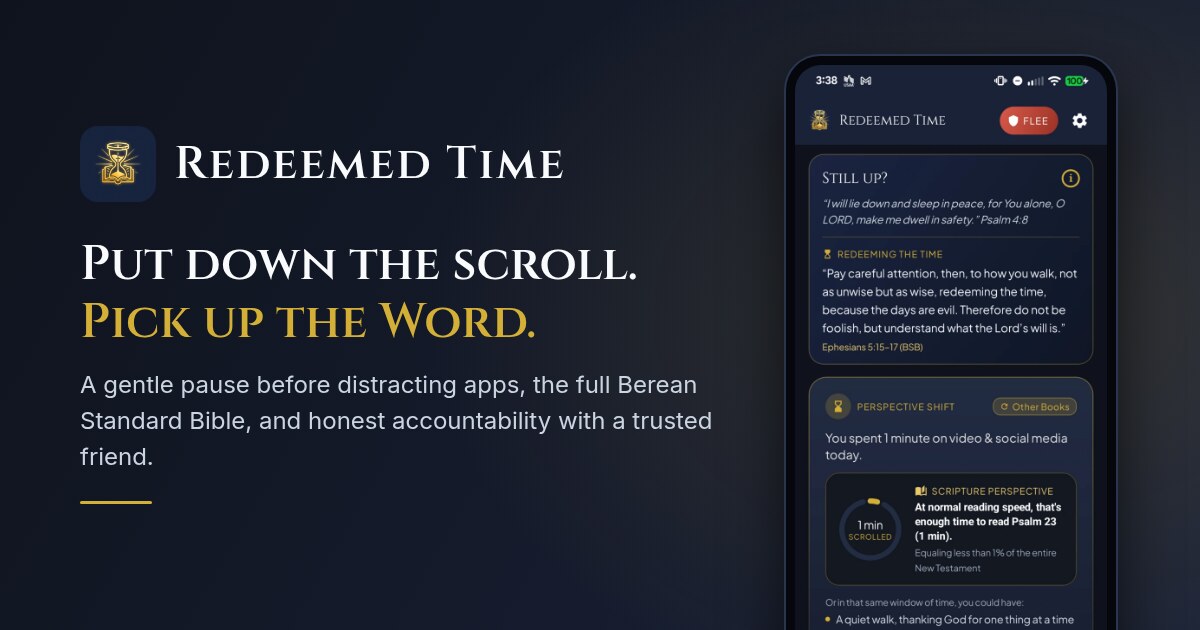 Redeemed Time
Put down the scroll.
Pick up the Word.
A gentle pause before distracting apps, the full Berean
Standard Bible, and honest accountability with a trusted
friend.
3:38
100
Redeemed Time
FLEE
Still up?
“I will lie down and sleep in peace, for You alone, O
LORD, make me dwell in safety.” Psalm 4:8
REDEEMING THE TIME
“Pay careful attention, then, to how you walk, not
as unwise but as wise, redeeming the time,
because the days are evil. Therefore do not be
foolish, but understand what the Lord's will is.”
Ephesians 5:15–17 (BSB)
PERSPECTIVE SHIFT
Other Books
You spent 1 minute on video & social media
today.
1 min
SCROLLED
SCRIPTURE PERSPECTIVE
At normal reading speed, that's
enough time to read Psalm 23
(1 min).
Equaling less than 1% of the entire
New Testament
Or in that same window of time, you could have:
• A quiet walk, thanking God for one thing at a time